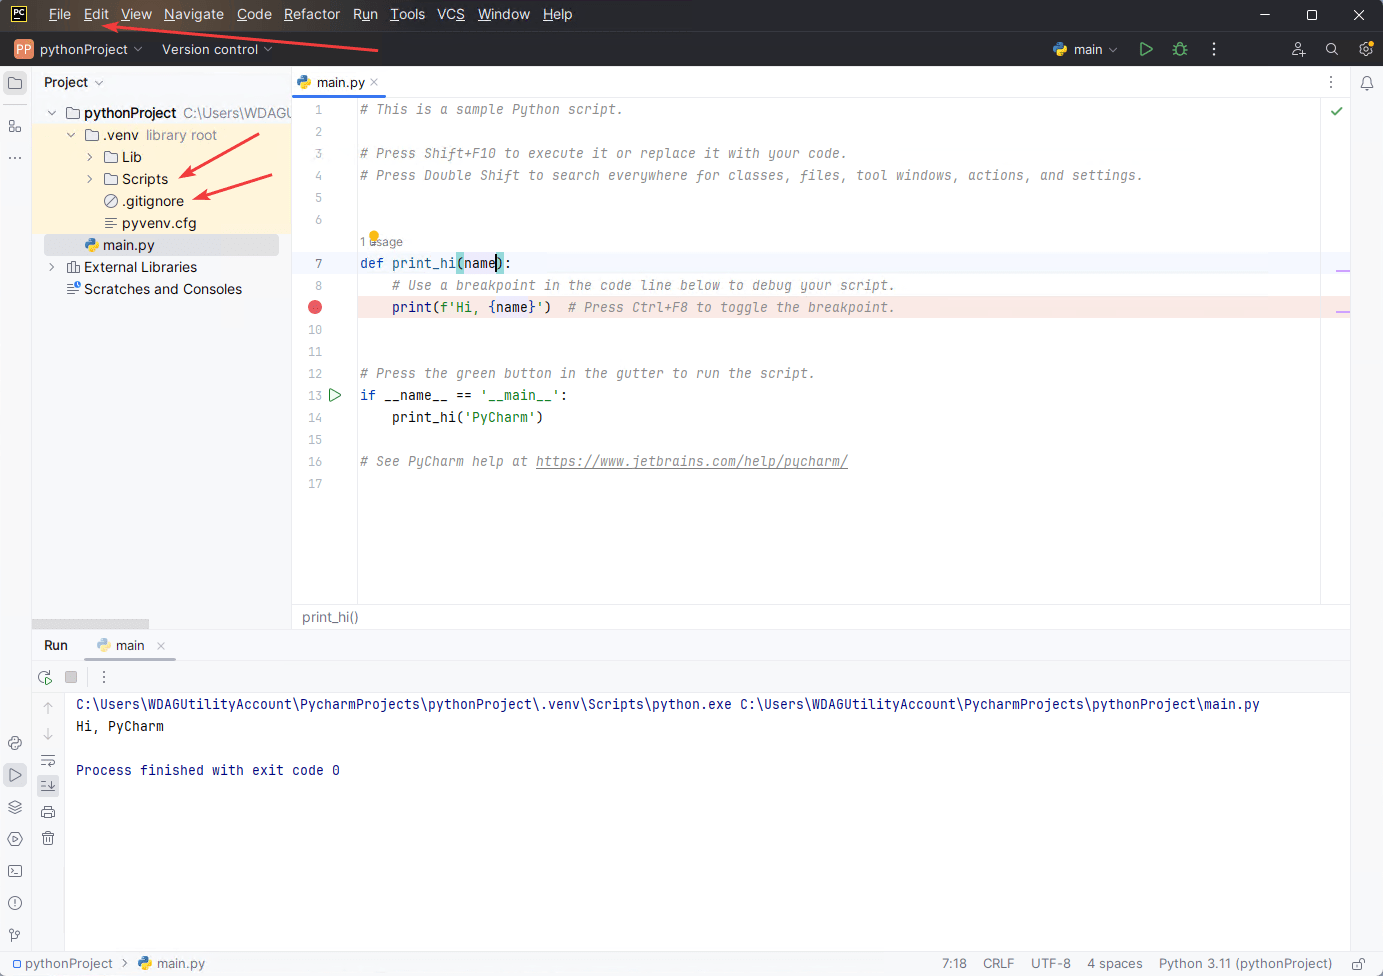 PC File Edit View Navigate Code Refactor Run Tools VCS Window Help
PP pythonProject Version control main
Project
main.py
pythonProject C:\Users\WDAGU
.venv library root
Lib
Scripts
.gitignore
pyvenv.cfg
main.py
External Libraries
Scratches and Consoles
1 # This is a sample Python script.
2
3 # Press Shift+F10 to execute it or replace it with your code.
4 # Press Double Shift to search everywhere for classes, files, tool windows, actions, and settings.
5
6
1 usage
7 def print_hi(name):
8 # Use a breakpoint in the code line below to debug your script.
print(f'Hi, {name}') # Press Ctrl+F8 to toggle the breakpoint.
10
11
12 # Press the green button in the gutter to run the script.
13 if __name__ == '__main__':
14 print_hi('PyCharm')
15
16 # See PyCharm help at https://www.jetbrains.com/help/pycharm/
17
print_hi()
Run main
C:\Users\WDAGUtilityAccount\PycharmProjects\pythonProject\.venv\Scripts\python.exe C:\Users\WDAGUtilityAccount\PycharmProjects\pythonProject\main.py
Hi, PyCharm
Process finished with exit code 0
pythonProject main.py 7:18 CRLF UTF-8 4 spaces Python 3.11 (pythonProject)